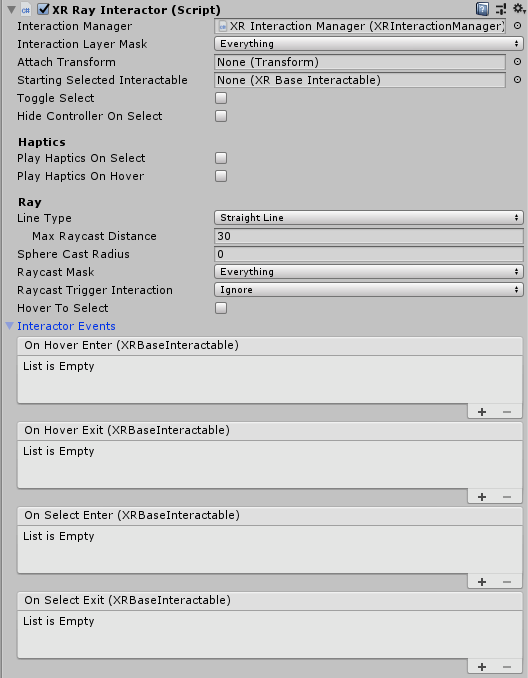 XR Ray Interactor (Script)
Interaction Manager XR Interaction Manager (XRInteractionManager)
Interaction Layer Mask Everything
Attach Transform None (Transform)
Starting Selected Interactable None (XR Base Interactable)
Toggle Select
Hide Controller On Select
Haptics
Play Haptics On Select
Play Haptics On Hover
Ray
Line Type Straight Line
Max Raycast Distance 30
Sphere Cast Radius 0
Raycast Mask Everything
Raycast Trigger Interaction Ignore
Hover To Select
Interactor Events
On Hover Enter (XRBaseInteractable)
List is Empty
+ −
On Hover Exit (XRBaseInteractable)
List is Empty
+ −
On Select Enter (XRBaseInteractable)
List is Empty
+ −
On Select Exit (XRBaseInteractable)
List is Empty
+ −